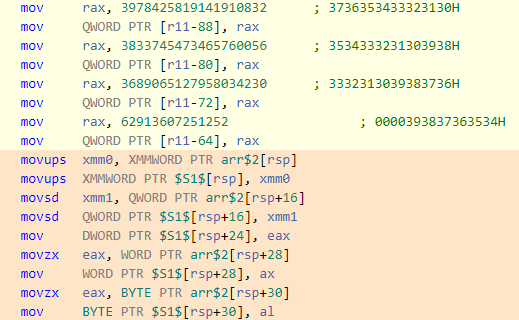 mov rax, 3978425819141910832 ; 3736353433323130H
mov QWORD PTR [r11-88], rax
mov rax, 3833745473465760056 ; 3534333231303938H
mov QWORD PTR [r11-80], rax
mov rax, 3689065127958034230 ; 3332313039383736H
mov QWORD PTR [r11-72], rax
mov rax, 62913607251252 ; 0000393837363534H
mov QWORD PTR [r11-64], rax
movups xmm0, XMMWORD PTR arr$2[rsp]
movups XMMWORD PTR $S1$[rsp], xmm0
movsd xmm1, QWORD PTR arr$2[rsp+16]
movsd QWORD PTR $S1$[rsp+16], xmm1
mov DWORD PTR $S1$[rsp+24], eax
movzx eax, WORD PTR arr$2[rsp+28]
mov WORD PTR $S1$[rsp+28], ax
movzx eax, BYTE PTR arr$2[rsp+30]
mov BYTE PTR $S1$[rsp+30], al